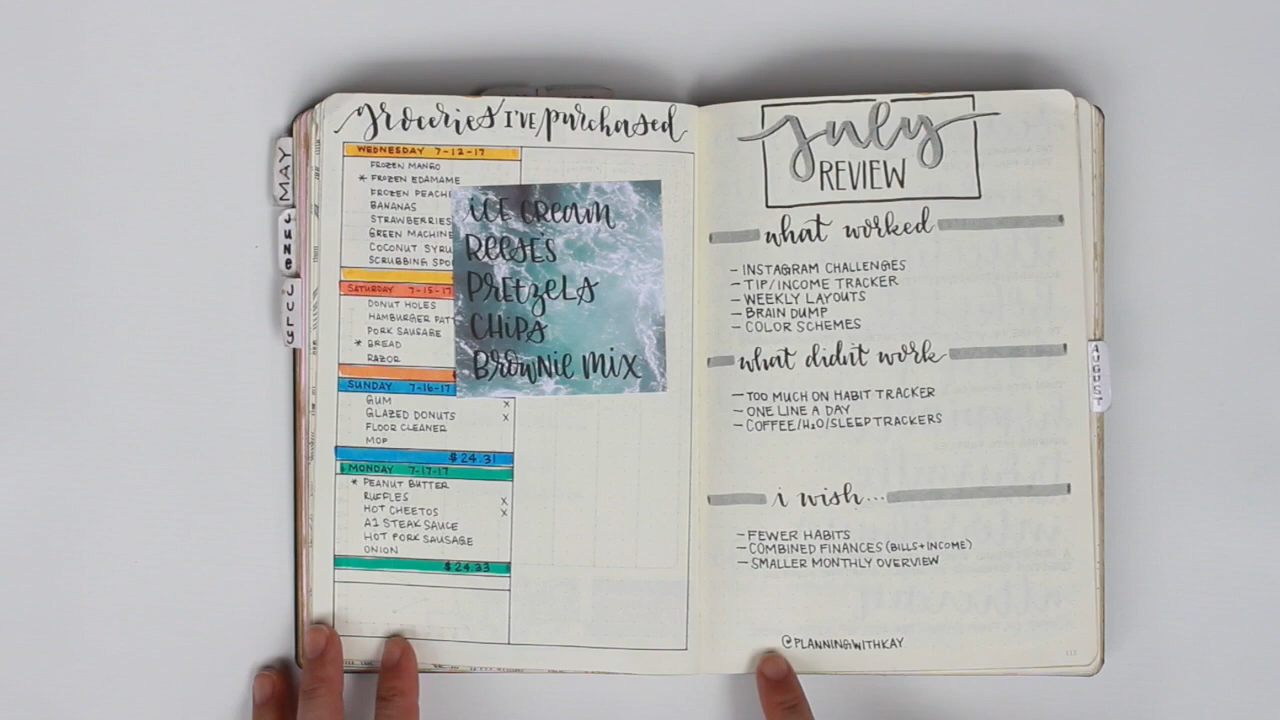 groceries I'VE purchased
WEDNESDAY 7-12-17
FROZEN MANGO
* FROZEN EDAMAME
FROZEN PEACHE
BANANAS
STRAWBERRIES
GREEN MACHINE
COCONUT SYRU
SCRUBBING SPO
SATURDAY 7-15-17
DONUT HOLES
HAMBURGER PATT
PORK SAUSAGE
* BREAD
RAZOR
SUNDAY 7-16-17
GUM x
GLAZED DONUTS x
FLOOR CLEANER
MOP
$24.31
MONDAY 7-17-17
* PEANUT BUTTER
RUFFLES x
HOT CHEETOS x
A1 STEAK SAUCE
HOT PORK SAUSAGE
ONION
$24.33
ICE CREAM
REESE'S
PRETZELS
CHIPS
BROWNIE MIX
july
REVIEW
what worked
- INSTAGRAM CHALLENGES
- TIP/INCOME TRACKER
- WEEKLY LAYOUTS
- BRAIN DUMP
- COLOR SCHEMES
what didn't work
- TOO MUCH ON HABIT TRACKER
- ONE LINE A DAY
- COFFEE/H2O/SLEEP TRACKERS
i wish...
- FEWER HABITS
- COMBINED FINANCES (BILLS + INCOME)
- SMALLER MONTHLY OVERVIEW
@PLANNINGWITHKAY
117
MAY
June
JULY
AUGUST